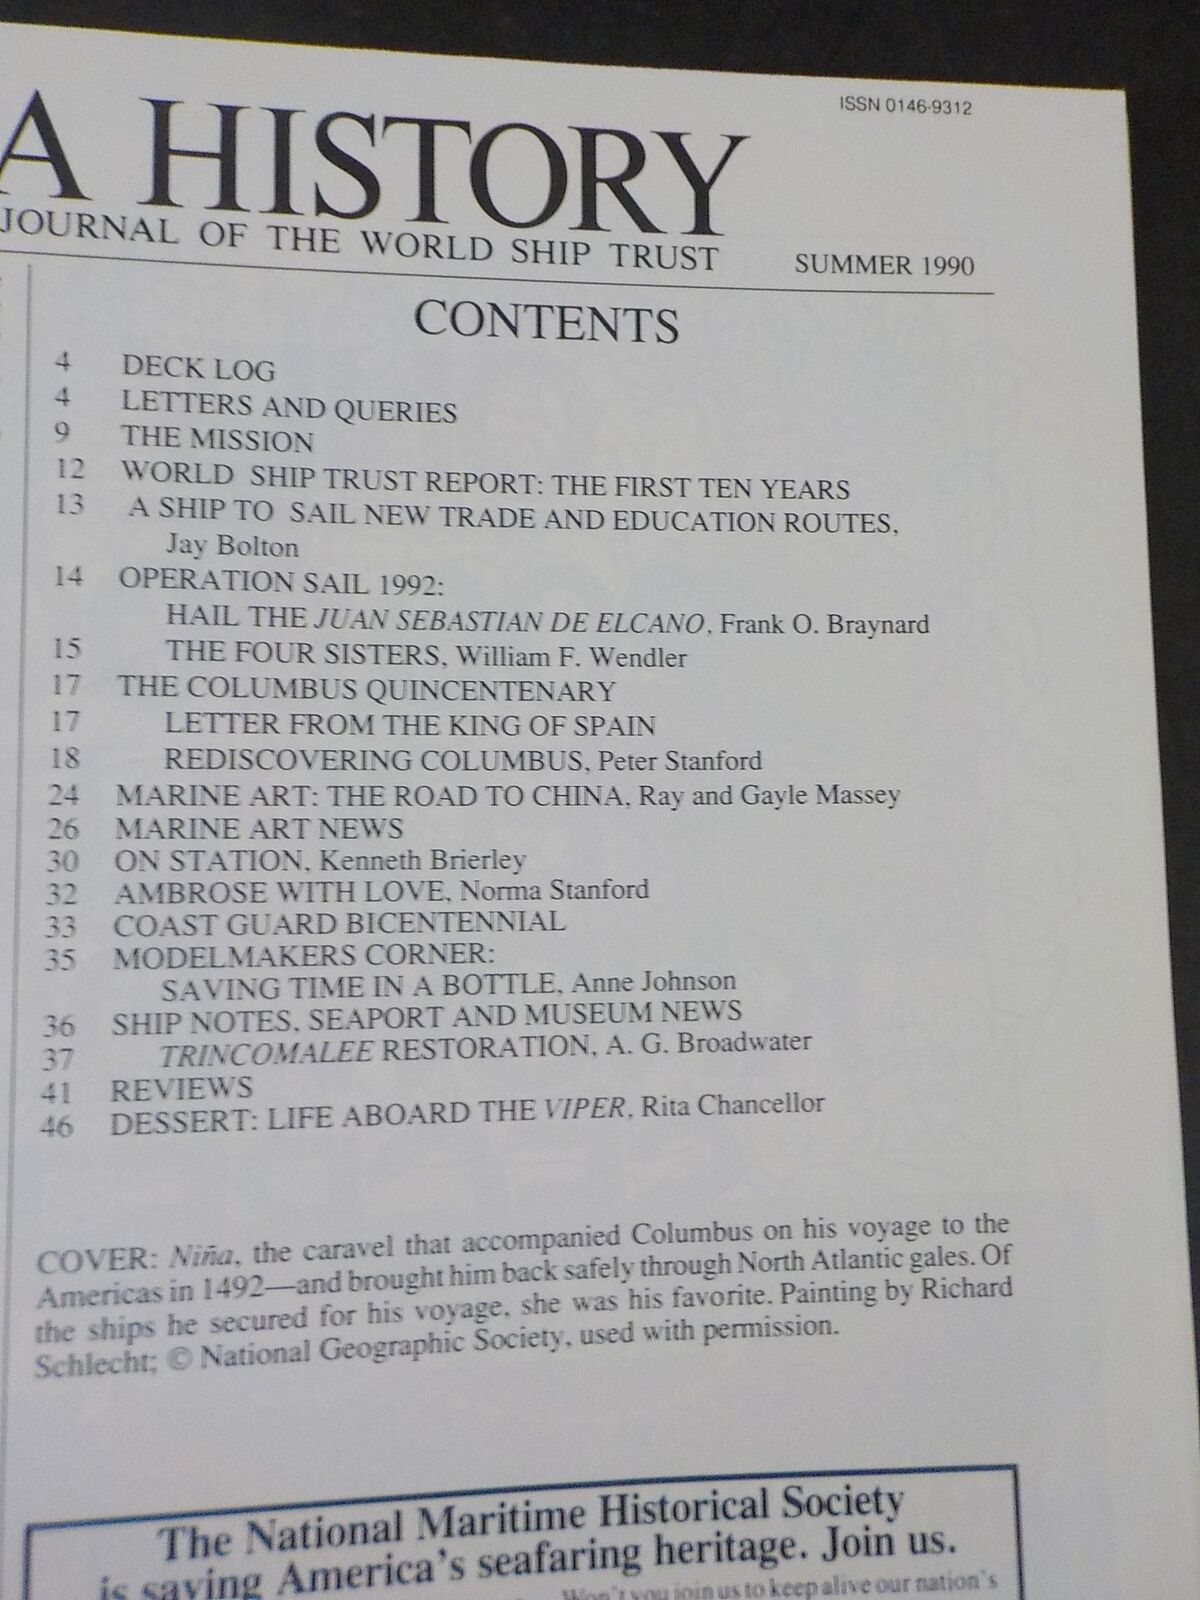 ISSN 0146-9312
A HISTORY
JOURNAL OF THE WORLD SHIP TRUST
SUMMER 1990
CONTENTS
4 DECK LOG
4 LETTERS AND QUERIES
9 THE MISSION
12 WORLD SHIP TRUST REPORT: THE FIRST TEN YEARS
13 A SHIP TO SAIL NEW TRADE AND EDUCATION ROUTES,
Jay Bolton
14 OPERATION SAIL 1992:
HAIL THE JUAN SEBASTIAN DE ELCANO, Frank O. Braynard
15 THE FOUR SISTERS, William F. Wendler
17 THE COLUMBUS QUINCENTENARY
17 LETTER FROM THE KING OF SPAIN
18 REDISCOVERING COLUMBUS, Peter Stanford
24 MARINE ART: THE ROAD TO CHINA, Ray and Gayle Massey
26 MARINE ART NEWS
30 ON STATION, Kenneth Brierley
32 AMBROSE WITH LOVE, Norma Stanford
33 COAST GUARD BICENTENNIAL
35 MODELMAKERS CORNER:
SAVING TIME IN A BOTTLE, Anne Johnson
36 SHIP NOTES, SEAPORT AND MUSEUM NEWS
37 TRINCOMALEE RESTORATION, A. G. Broadwater
41 REVIEWS
46 DESSERT: LIFE ABOARD THE VIPER, Rita Chancellor
COVER: Niña, the caravel that accompanied Columbus on his voyage to the
Americas in 1492—and brought him back safely through North Atlantic gales. Of
the ships he secured for his voyage, she was his favorite. Painting by Richard
Schlecht; © National Geographic Society, used with permission.
The National Maritime Historical Society
is saving America's seafaring heritage. Join us.
Won't you join us to keep alive our nation's